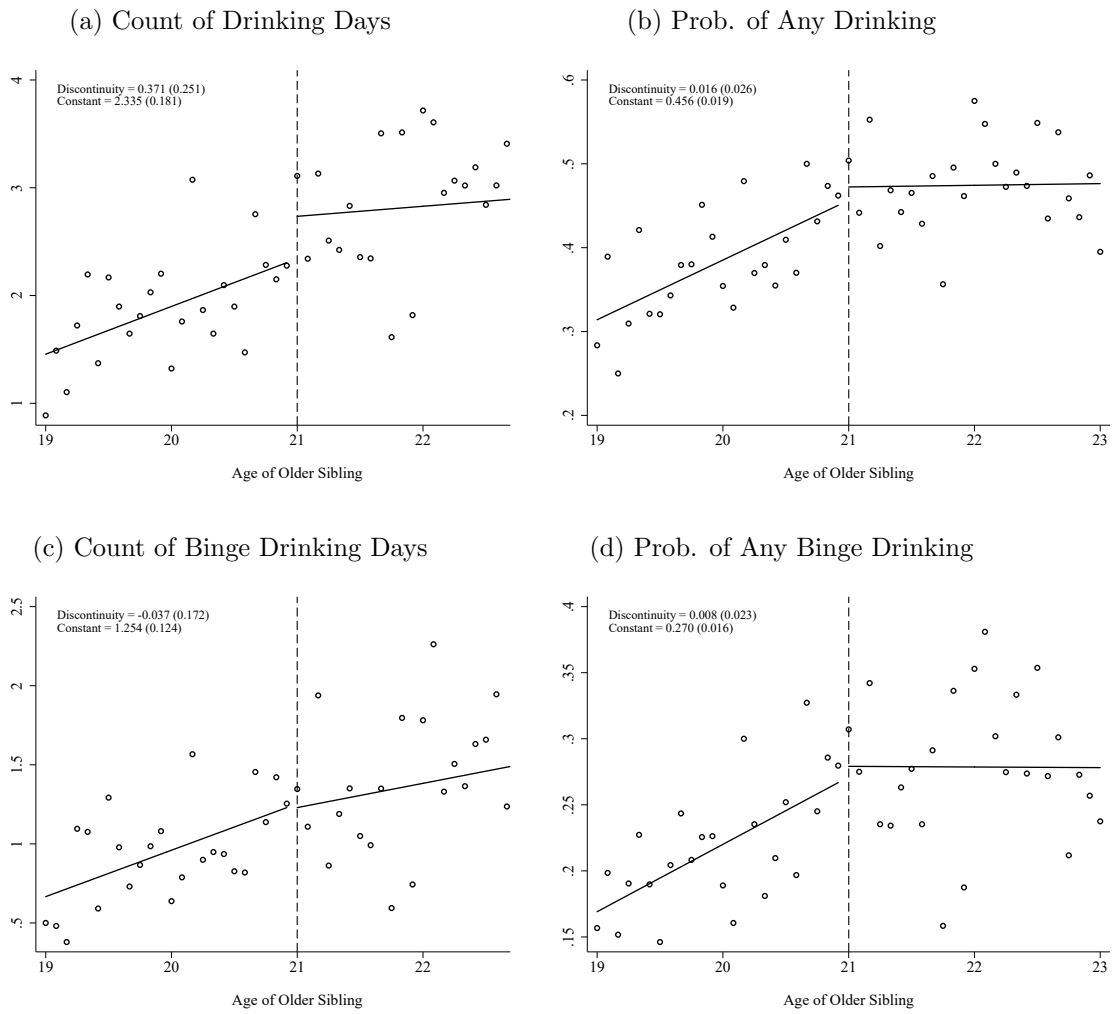 (a) Count of Drinking Days
Discontinuity = 0.371 (0.251)
Constant = 2.335 (0.181)
4
3
2
1
19 20 21 22
Age of Older Sibling
(b) Prob. of Any Drinking
Discontinuity = 0.016 (0.026)
Constant = 0.456 (0.019)
.6
.5
.4
.3
.2
19 20 21 22 23
Age of Older Sibling
(c) Count of Binge Drinking Days
Discontinuity = -0.037 (0.172)
Constant = 1.254 (0.124)
2.5
2
1.5
1
.5
19 20 21 22
Age of Older Sibling
(d) Prob. of Any Binge Drinking
Discontinuity = 0.008 (0.023)
Constant = 0.270 (0.016)
.4
.35
.3
.25
.2
.15
19 20 21 22 23
Age of Older Sibling